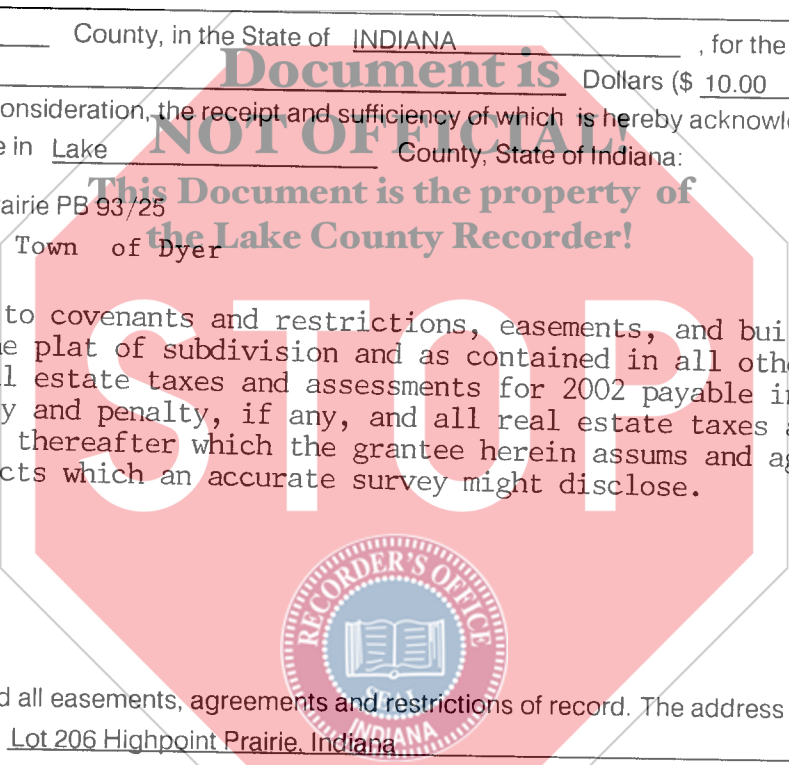 County, in the State of INDIANA , for the
Document is
Dollars ($ 10.00
onsideration, the receipt and sufficiency of which is hereby acknowl
NOT OFFICIAL!
e in Lake County, State of Indiana:
This Document is the property of
airie PB 93/25
the Lake County Recorder!
Town of Dyer
to covenants and restrictions, easements, and bui
e plat of subdivision and as contained in all oth
l estate taxes and assessments for 2002 payable in
y and penalty, if any, and all real estate taxes a
thereafter which the grantee herein assums and ag
cts which an accurate survey might disclose.
STOP
RECORDER'S OFFICE
SEAL
INDIANA
d all easements, agreements and restrictions of record. The address
Lot 206 Highpoint Prairie, Indiana